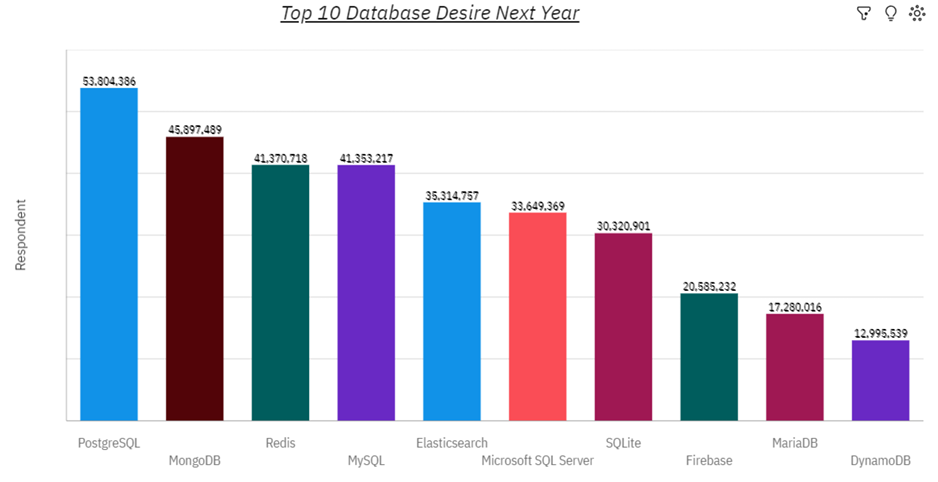 Top 10 Database Desire Next Year
Respondent
53,804,386
45,897,489
41,370,718
41,353,217
35,314,757
33,649,369
30,320,901
20,585,232
17,280,016
12,995,539
PostgreSQL
MongoDB
Redis
MySQL
Elasticsearch
Microsoft SQL Server
SQLite
Firebase
MariaDB
DynamoDB